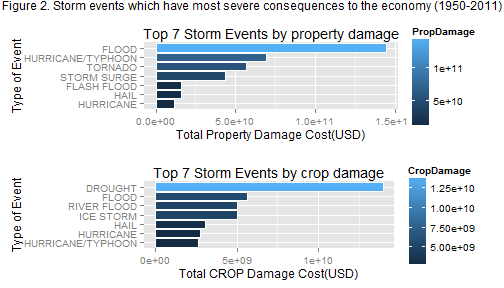 Figure 2. Storm events which have most severe consequences to the economy (1950-2011)
Top 7 Storm Events by property damage
Type of Event
FLOOD
HURRICANE/TYPHOON
TORNADO
STORM SURGE
FLASH FLOOD
HAIL
HURRICANE
0.0e+00 5.0e+10 1.0e+11 1.5e+1
Total Property Damage Cost(USD)
PropDamage
1e+11
5e+10
Top 7 Storm Events by crop damage
Type of Event
DROUGHT
FLOOD
RIVER FLOOD
ICE STORM
HAIL
HURRICANE
HURRICANE/TYPHOON
0e+00 5e+09 1e+10
Total CROP Damage Cost(USD)
CropDamage
1.25e+10
1.00e+10
7.50e+09
5.00e+09